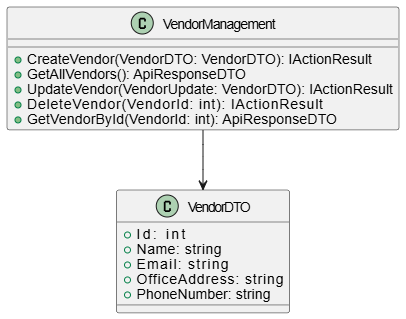 C VendorManagement
CreateVendor(VendorDTO: VendorDTO): IActionResult
GetAllVendors(): ApiResponseDTO
UpdateVendor(VendorUpdate: VendorDTO): IActionResult
DeleteVendor(VendorId: int): IActionResult
GetVendorById(VendorId: int): ApiResponseDTO
C VendorDTO
Id: int
Name: string
Email: string
OfficeAddress: string
PhoneNumber: string